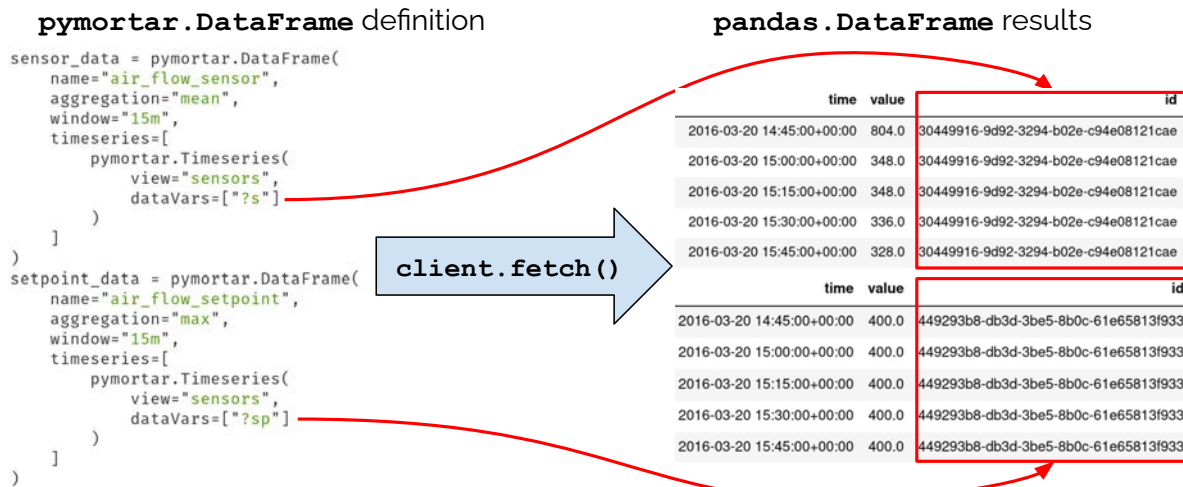 pymortar.DataFrame definition
sensor_data = pymortar.DataFrame(
    name="air_flow_sensor",
    aggregation="mean",
    window="15m",
    timeseries=[
        pymortar.Timeseries(
            view="sensors",
            dataVars=["?s"]
        )
    ]
)
setpoint_data = pymortar.DataFrame(
    name="air_flow_setpoint",
    aggregation="max",
    window="15m",
    timeseries=[
        pymortar.Timeseries(
            view="sensors",
            dataVars=["?sp"]
        )
    ]
)
client.fetch()
pandas.DataFrame results
time value id
2016-03-20 14:45:00+00:00 804.0 30449916-9d92-3294-b02e-c94e08121cae
2016-03-20 15:00:00+00:00 348.0 30449916-9d92-3294-b02e-c94e08121cae
2016-03-20 15:15:00+00:00 348.0 30449916-9d92-3294-b02e-c94e08121cae
2016-03-20 15:30:00+00:00 336.0 30449916-9d92-3294-b02e-c94e08121cae
2016-03-20 15:45:00+00:00 328.0 30449916-9d92-3294-b02e-c94e08121cae
time value id
2016-03-20 14:45:00+00:00 400.0 449293b8-db3d-3be5-8b0c-61e65813f933
2016-03-20 15:00:00+00:00 400.0 449293b8-db3d-3be5-8b0c-61e65813f933
2016-03-20 15:15:00+00:00 400.0 449293b8-db3d-3be5-8b0c-61e65813f933
2016-03-20 15:30:00+00:00 400.0 449293b8-db3d-3be5-8b0c-61e65813f933
2016-03-20 15:45:00+00:00 400.0 449293b8-db3d-3be5-8b0c-61e65813f933